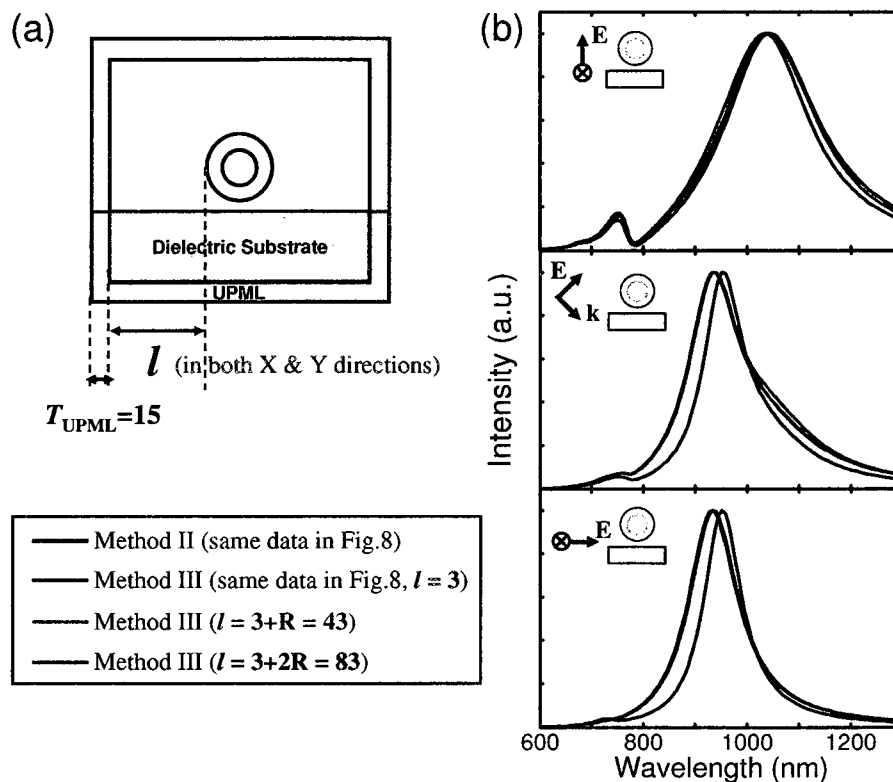 (a)
Dielectric Substrate
UPML
l (in both X & Y directions)
T_UPML=15
Method II (same data in Fig.8)
Method III (same data in Fig.8, l = 3)
Method III (l = 3+R = 43)
Method III (l = 3+2R = 83)
(b)
E
E
k
E
Intensity (a.u.)
600 800 1000 1200
Wavelength (nm)